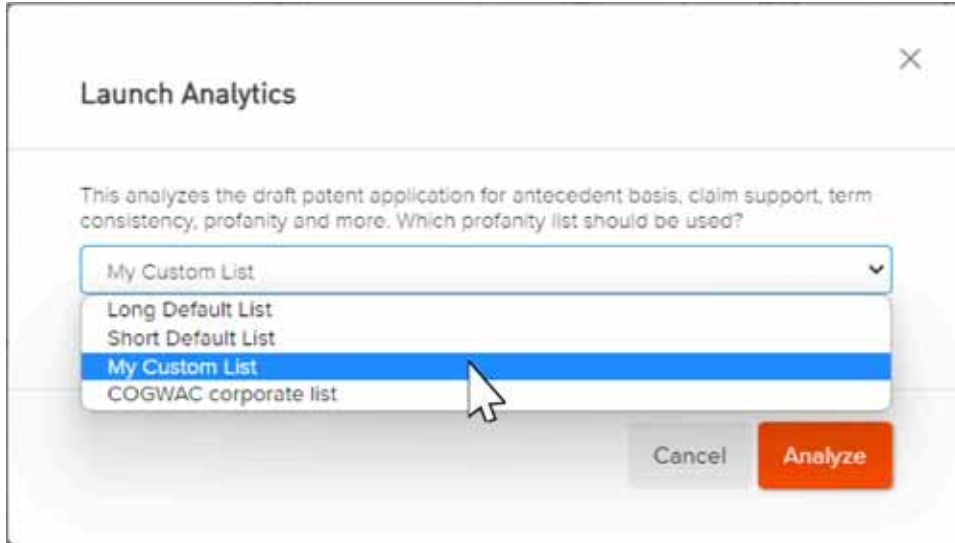 Launch Analytics
This analyzes the draft patent application for antecedent basis, claim support, term
consistency, profanity and more. Which profanity list should be used?
My Custom List
Long Default List
Short Default List
My Custom List
COGWAC corporate list
Cancel
Analyze